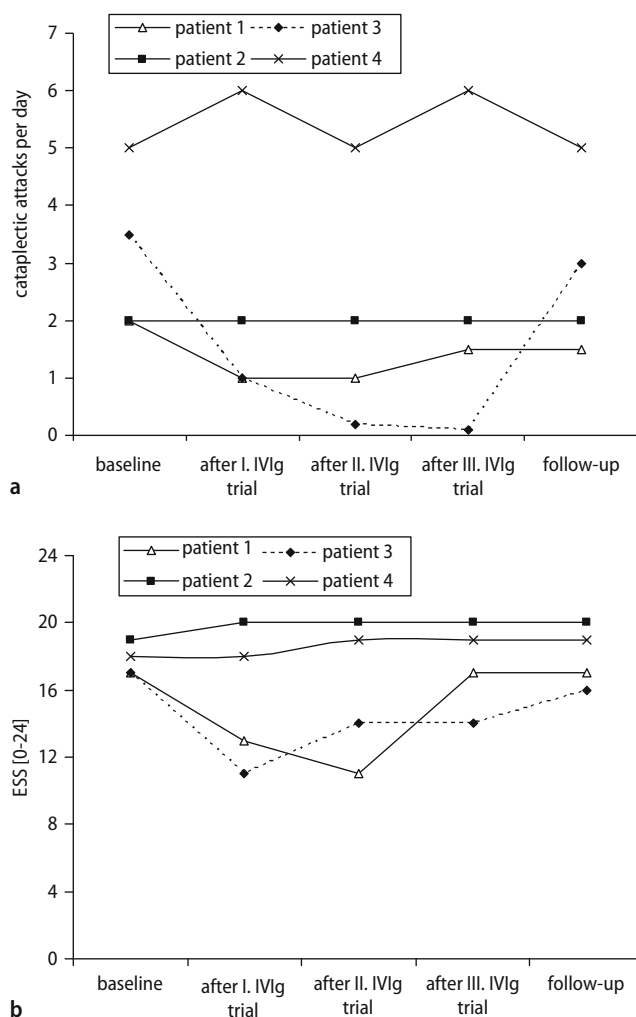 patient 1
patient 3
patient 2
patient 4
cataplectic attacks per day
7
6
5
4
3
2
1
0
baseline
after I. IVIg
trial
after II. IVIg
trial
after III. IVIg
trial
follow-up
a
patient 1
patient 3
patient 2
patient 4
ESS [0-24]
24
20
16
12
8
4
0
baseline
after I. IVIg
trial
after II. IVIg
trial
after III. IVIg
trial
follow-up
b